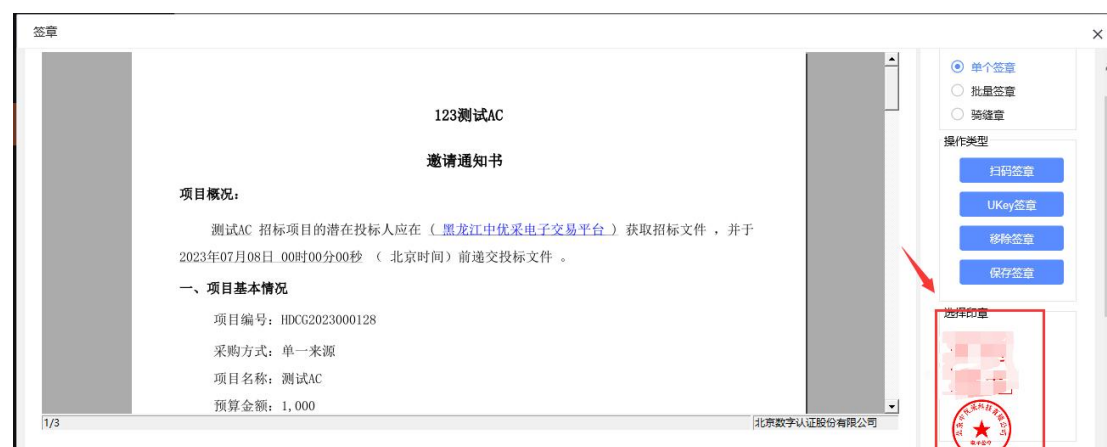 签章
×
123测试AC
邀请通知书
项目概况：
测试AC 招标项目的潜在投标人应在（ 黑龙江中优采电子交易平台 ）获取招标文件 ，并于
2023年07月08日 00时00分00秒 （ 北京时间）前递交投标文件 。
一、项目基本情况
项目编号：HDCG2023000128
采购方式：单一来源
项目名称：测试AC
预算金额：1,000
1/3
北京数字认证股份有限公司
单个签章
批量签章
骑缝章
操作类型
扫码签章
UKey签章
移除签章
保存签章
选择印章